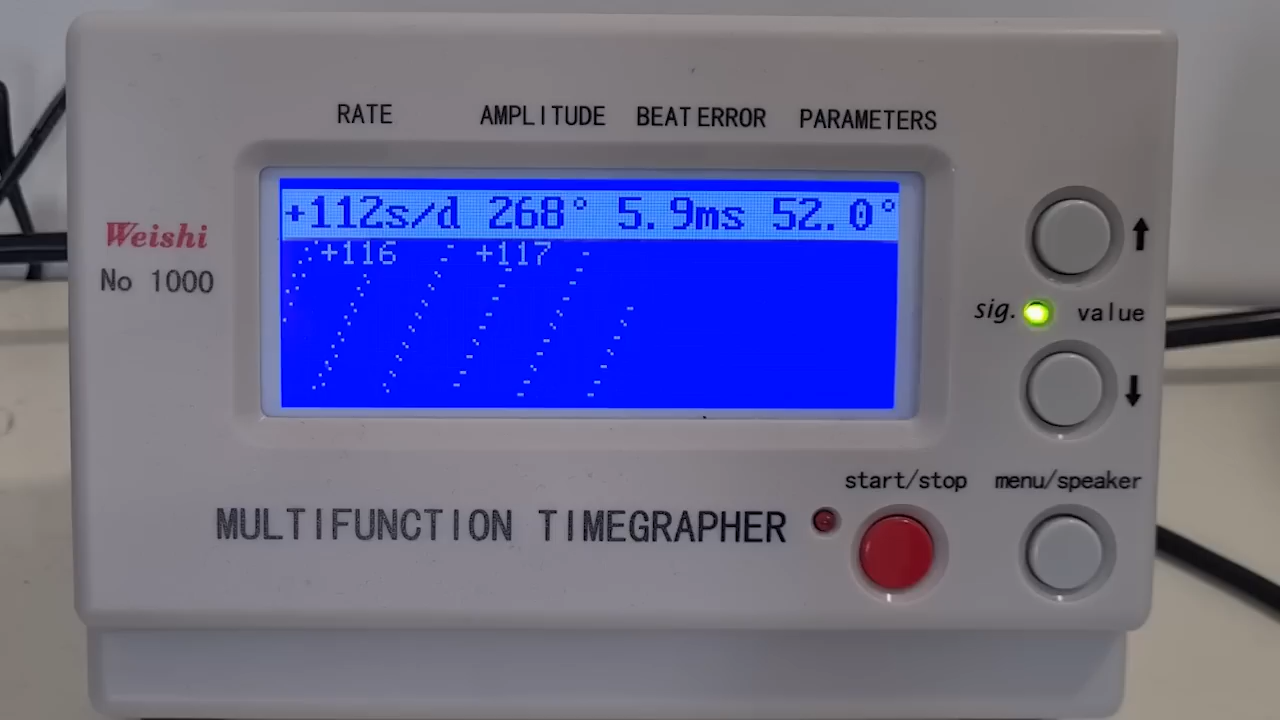 RATE AMPLITUDE BEAT ERROR PARAMETERS
+112s/d 268° 5.9ms 52.0°
+116 +117
Weishi
No 1000
sig. value
start/stop menu/speaker
MULTIFUNCTION TIMEGRAPHER